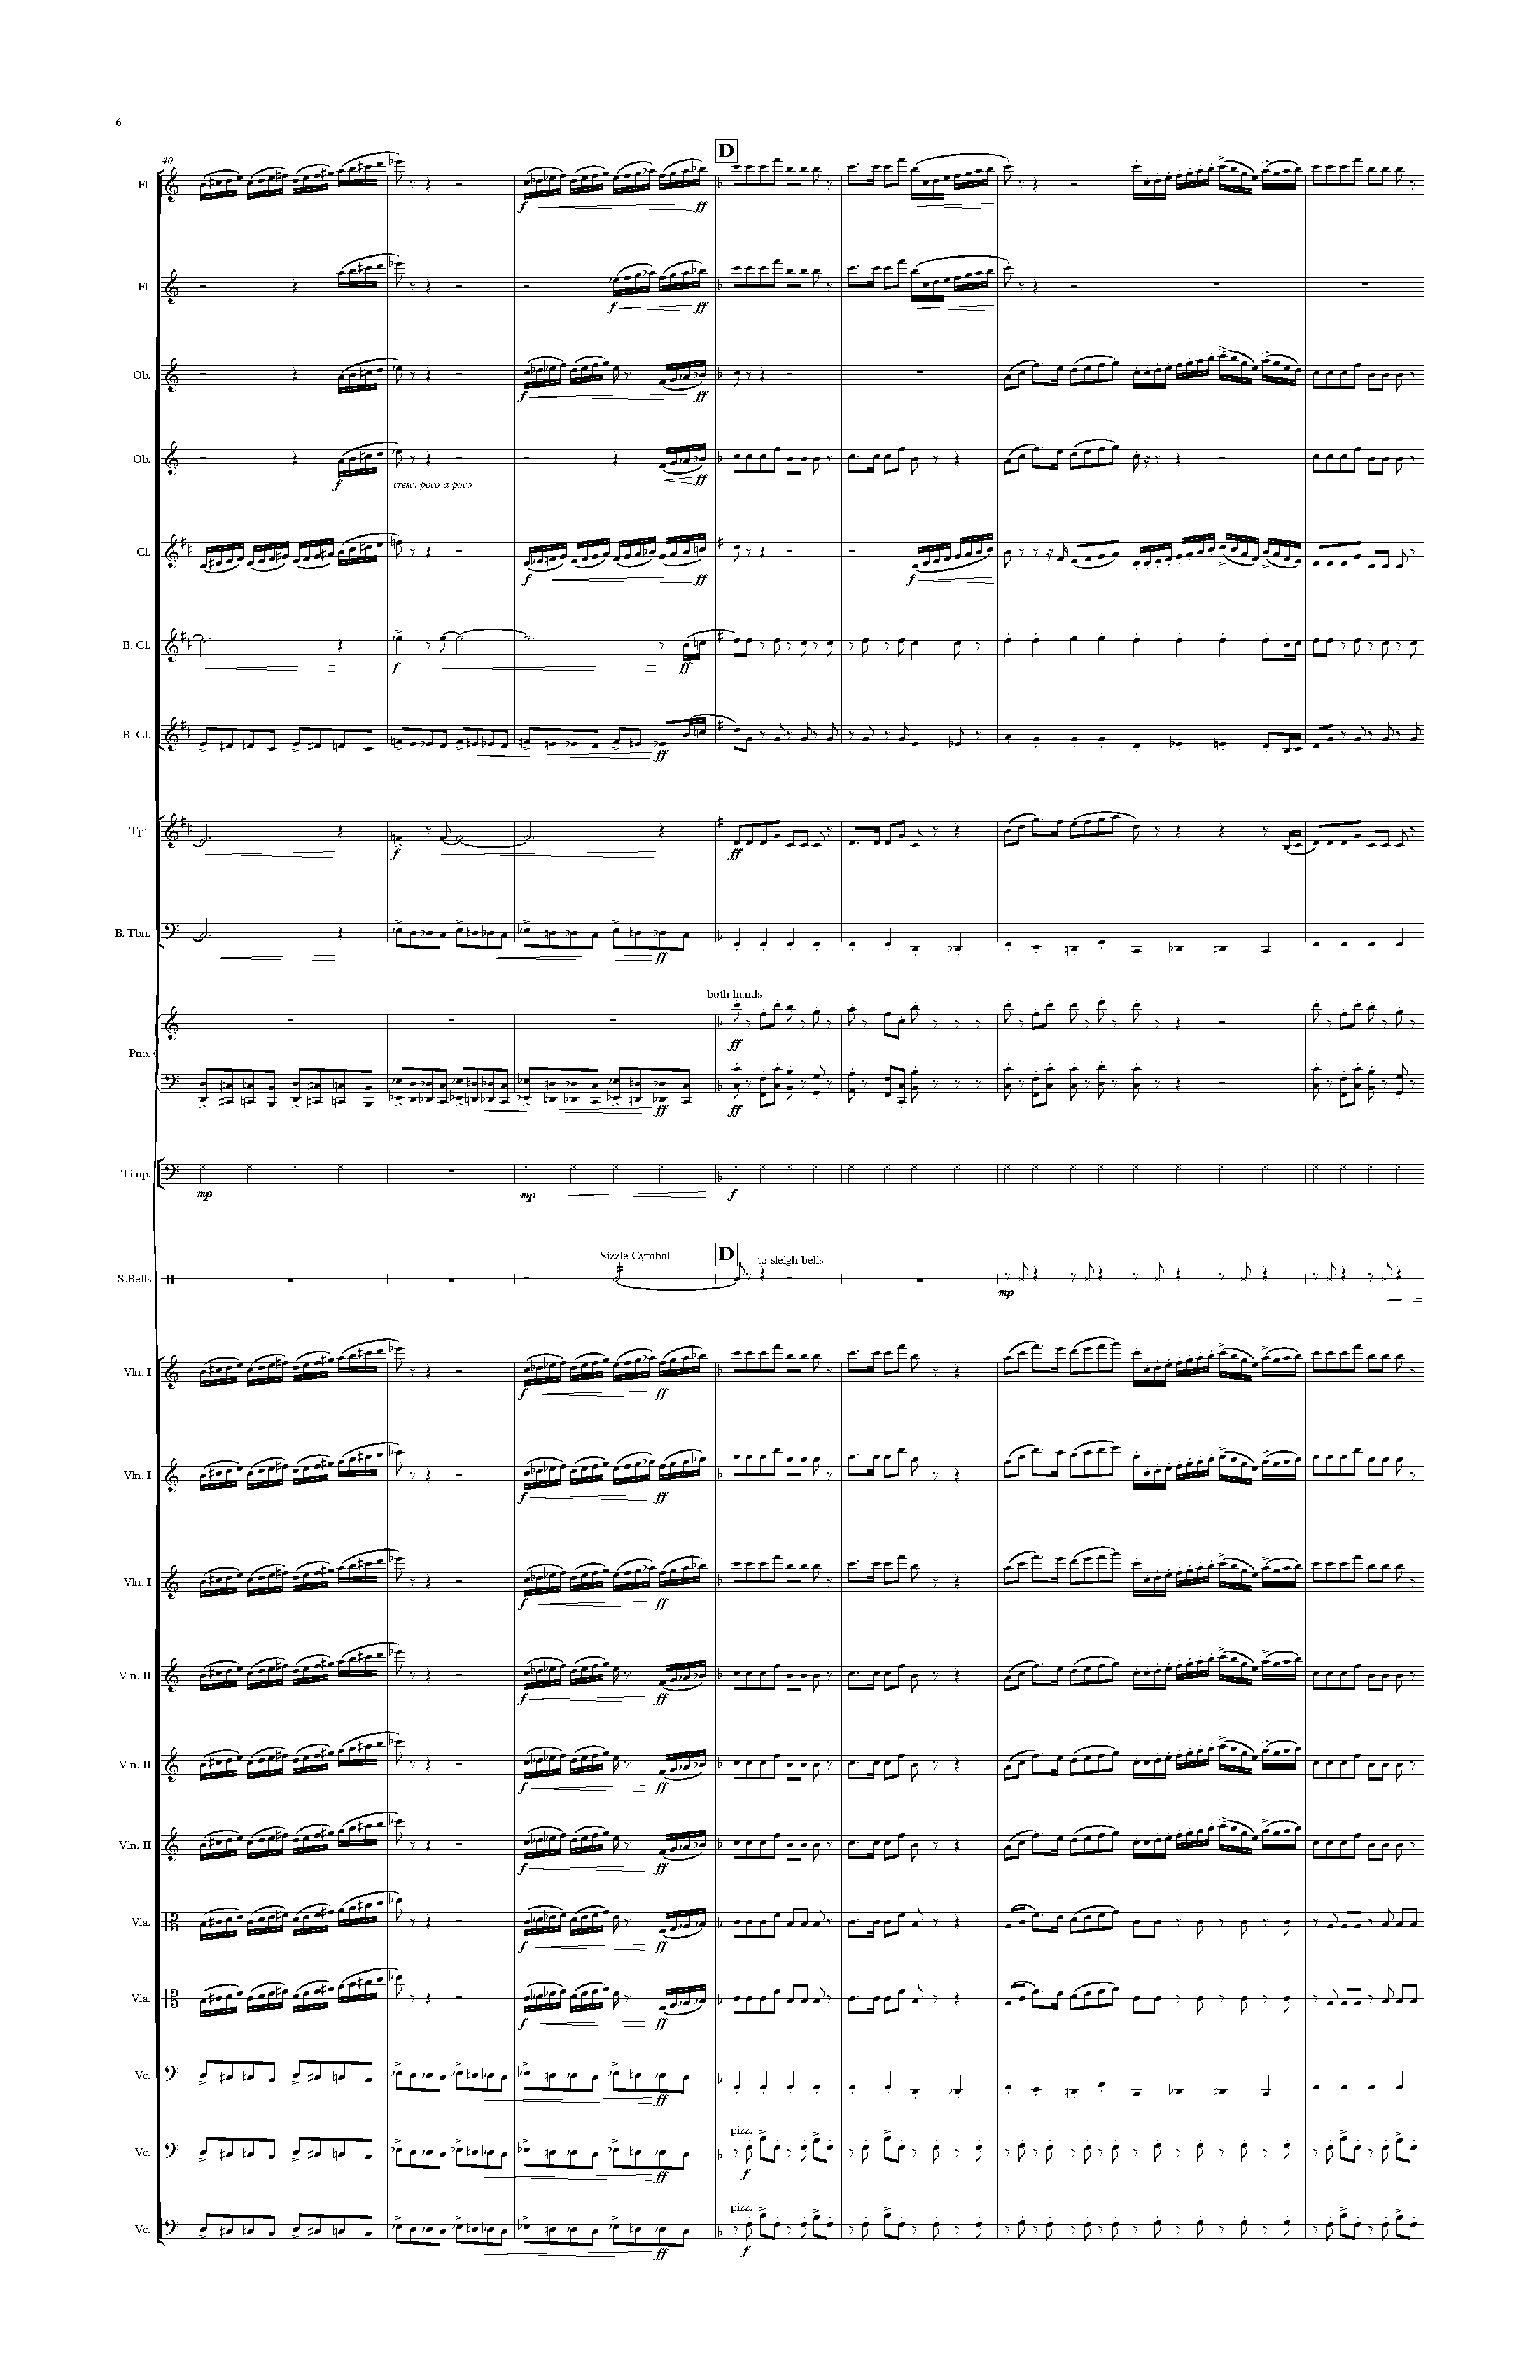 6
40
D
Fl.
f
ff
Fl.
f
ff
Ob.
f
ff
Ob.
f
cresc. poco a poco
ff
Cl.
f
ff
f
B. Cl.
f
ff
B. Cl.
ff
Tpt.
f
ff
B. Tbn.
ff
both hands
ff
Pno.
ff
ff
Timp.
mp
mp
f
D
Sizzle Cymbal
to sleigh bells
S.Bells
mp
Vln. I
f
ff
Vln. I
f
ff
Vln. I
f
ff
Vln. II
f
ff
Vln. II
f
ff
Vln. II
f
ff
Vla.
f
ff
Vla.
f
ff
Vc.
ff
pizz.
Vc.
ff
f
pizz.
Vc.
ff
f